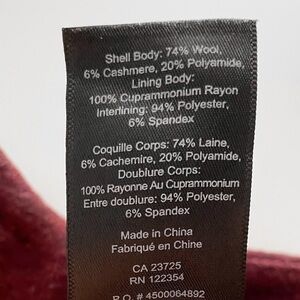 Shell Body: 74% Wool,
6% Cashmere, 20% Polyamide,
Lining Body:
100% Cuprammonium Rayon
Interlining: 94% Polyester,
6% Spandex
Coquille Corps: 74% Laine,
6% Cachemire, 20% Polyamide,
Doublure Corps:
100% Rayonne Au Cuprammonium
Entre doublure: 94% Polyester,
6% Spandex
Made in China
Fabriqué en Chine
CA 23725
RN 122354
P.O. # 4500064892